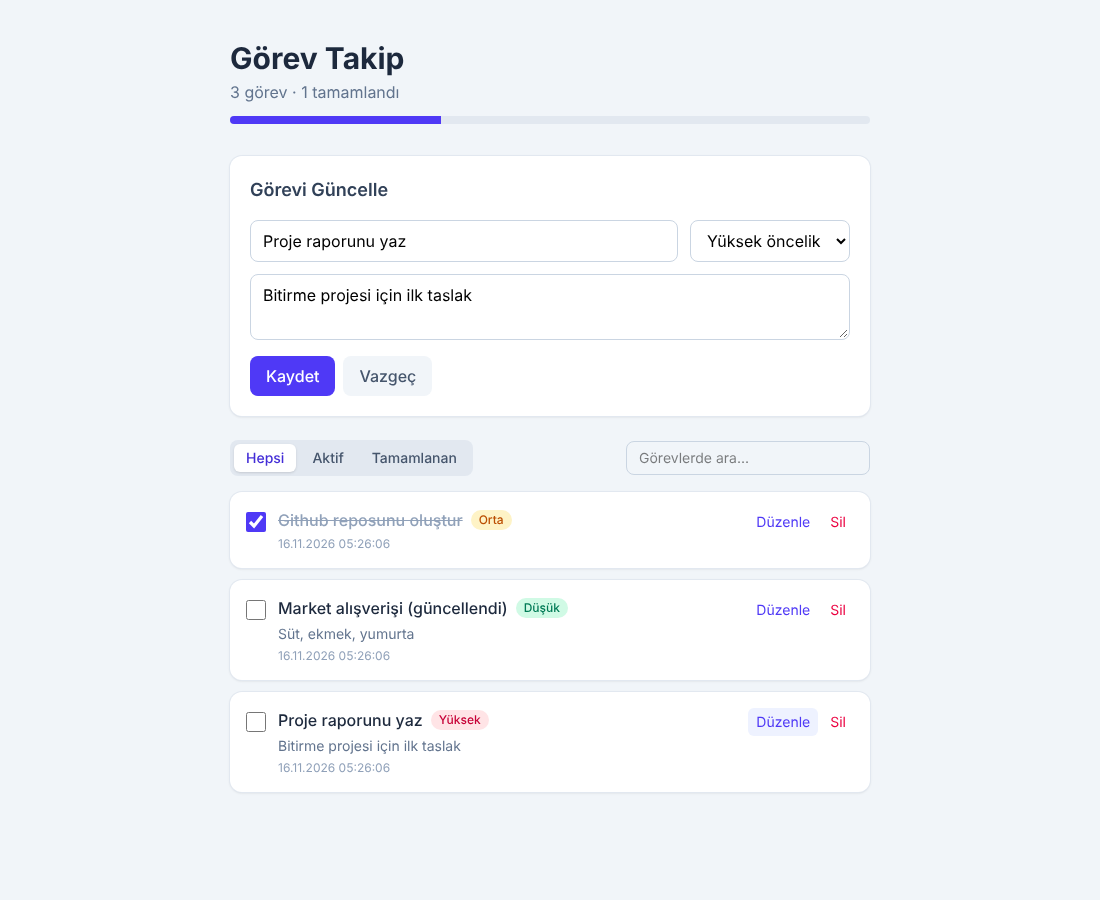 Görev Takip
3 görev · 1 tamamlandı
Görevi Güncelle
Proje raporunu yaz
Yüksek öncelik
Bitirme projesi için ilk taslak
Kaydet
Vazgeç
Hepsi
Aktif
Tamamlanan
Görevlerde ara...
Github reposunu oluştur
Orta
Düzenle
Sil
16.11.2026 05:26:06
Market alışverişi (güncellendi)
Düşük
Düzenle
Sil
Süt, ekmek, yumurta
16.11.2026 05:26:06
Proje raporunu yaz
Yüksek
Düzenle
Sil
Bitirme projesi için ilk taslak
16.11.2026 05:26:06